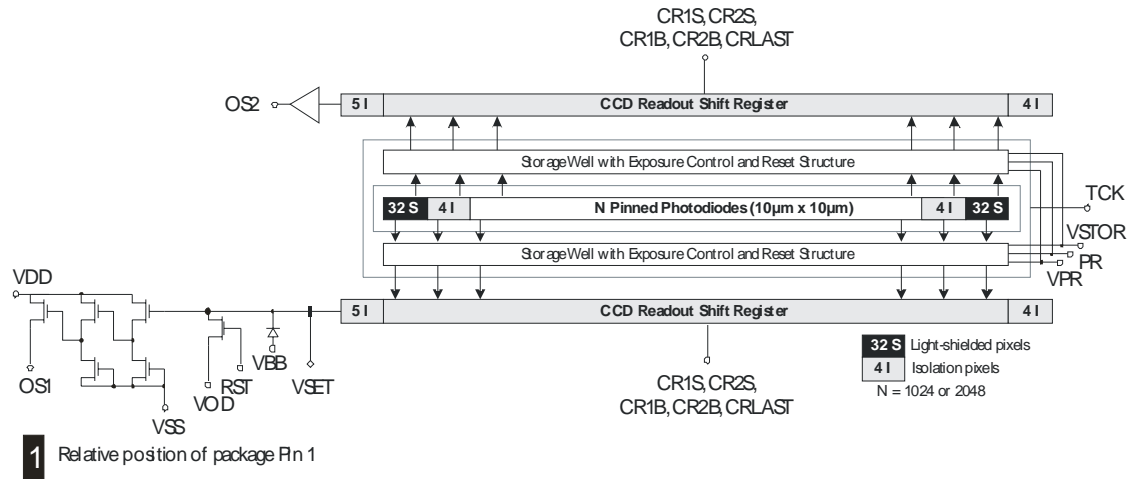 CR1S, CR2S,
CR1B, CR2B, CRLAST
OS2
5 I
CCD Readout Shift Register
4 I
Storage Well with Exposure Control and Reset Structure
TCK
32 S
4 I
N Pinned Photodiodes (10µm x 10µm)
4 I
32 S
VSTOR
PR
VPR
Storage Well with Exposure Control and Reset Structure
VDD
5 I
CCD Readout Shift Register
4 I
OS1
VSS
VOD
RST
VBB
VSET
CR1S, CR2S,
CR1B, CR2B, CRLAST
32 S Light-shielded pixels
4 I Isolation pixels
N = 1024 or 2048
1 Relative position of package Pin 1